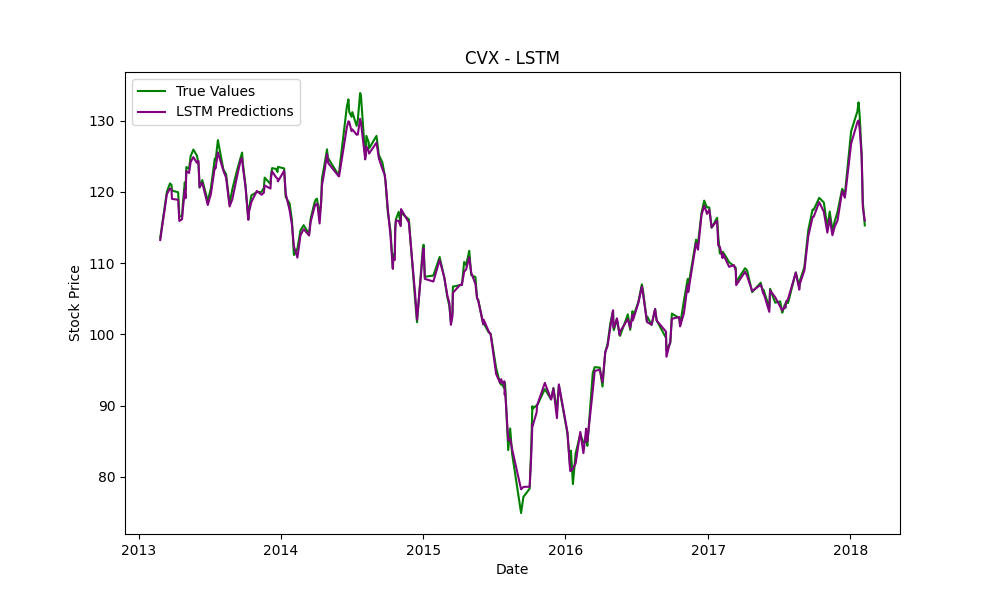 CVX - LSTM
True Values
LSTM Predictions
130
120
110
100
90
80
Stock Price
2013 2014 2015 2016 2017 2018
Date